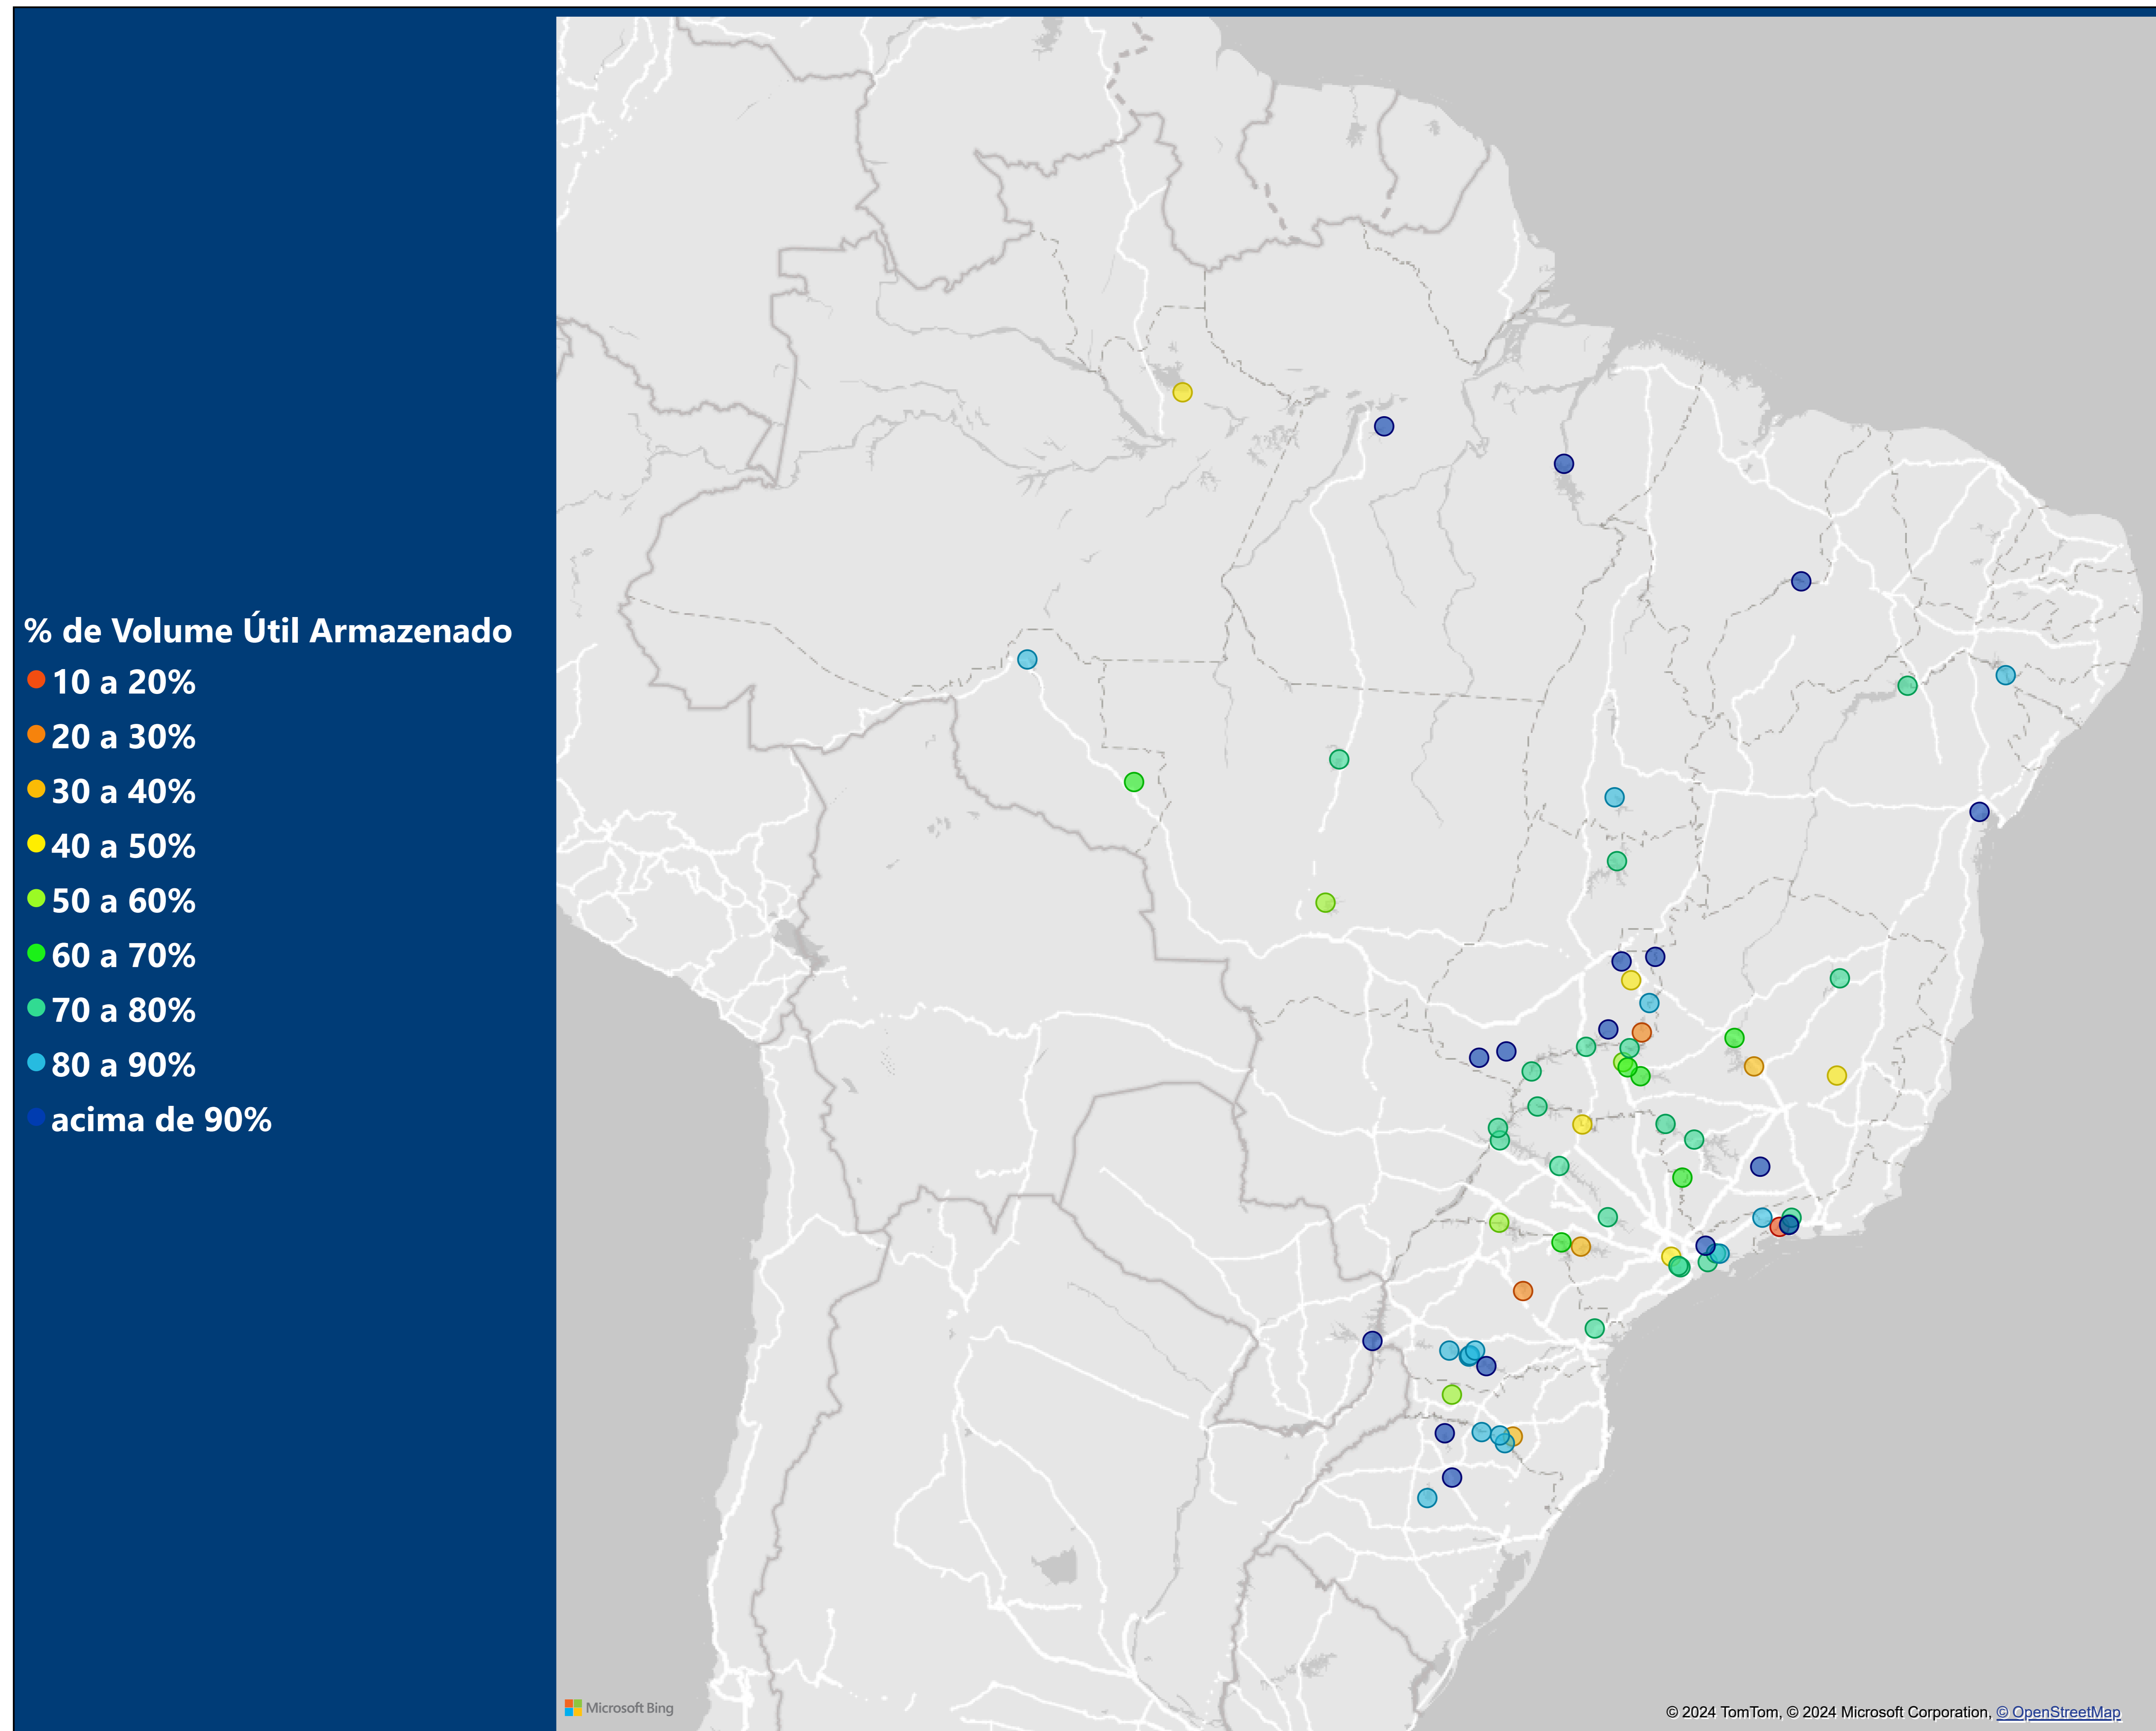 % de Volume Útil Armazenado
10 a 20%
20 a 30%
30 a 40%
40 a 50%
50 a 60%
60 a 70%
70 a 80%
80 a 90%
acima de 90%
Microsoft Bing
© 2024 TomTom, © 2024 Microsoft Corporation, © OpenStreetMap